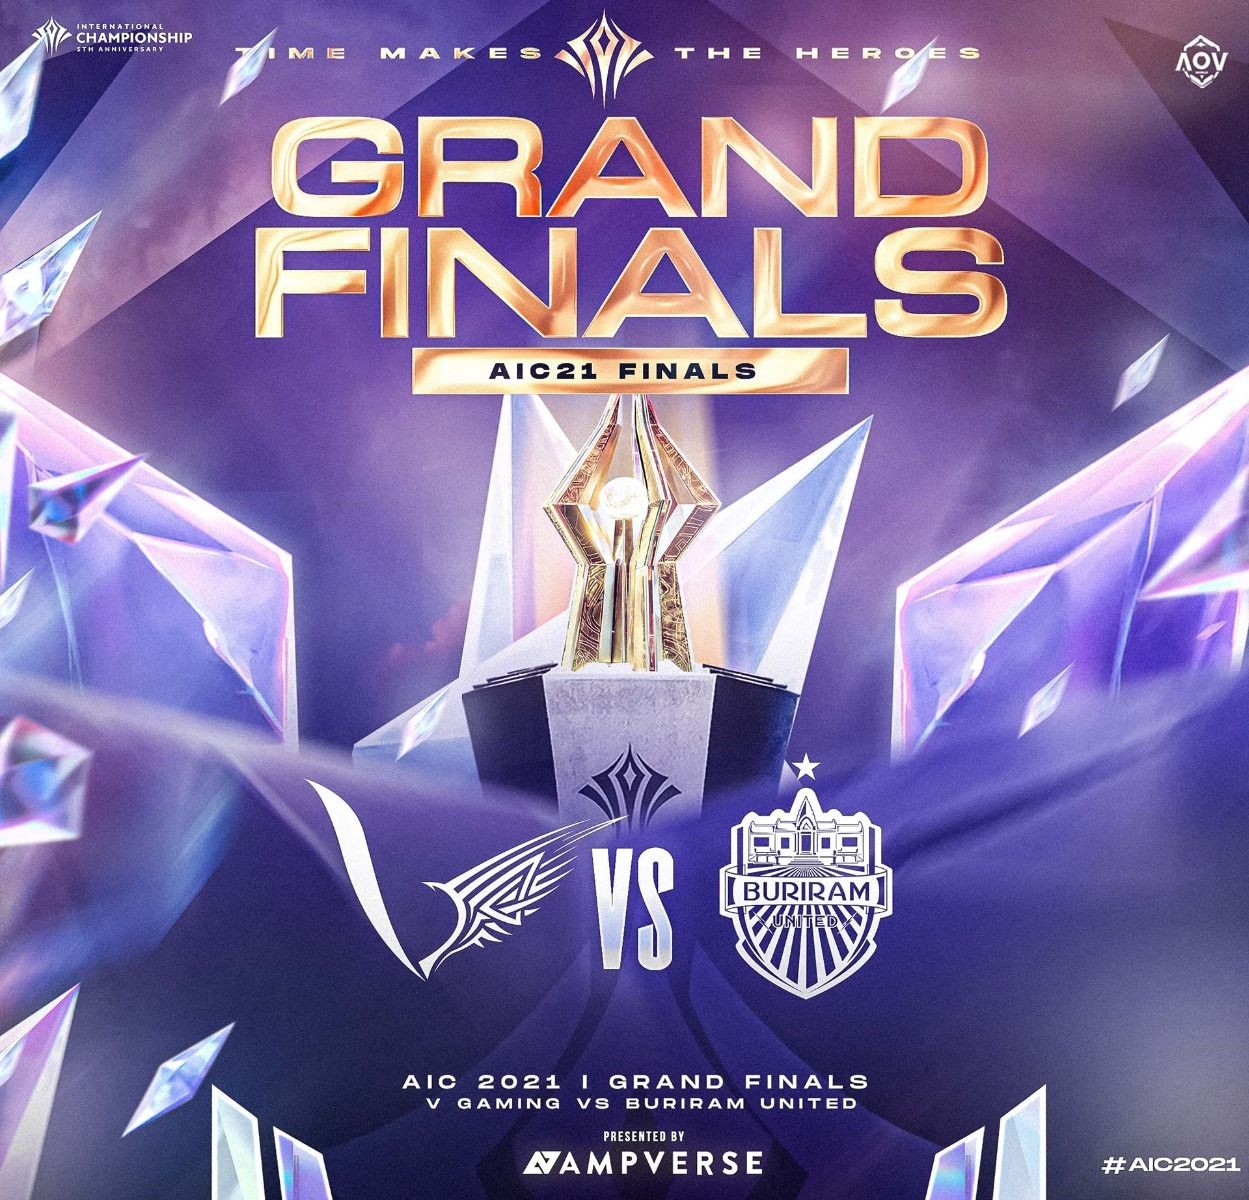 INTERNATIONAL
CHAMPIONSHIP
5TH ANNIVERSARY
TIME MAKES THE HEROES
AOV
GRAND
FINALS
AIC21 FINALS
VS
BURIRAM
UNITED
AIC 2021 I GRAND FINALS
V GAMING VS BURIRAM UNITED
PRESENTED BY
AMPVERSE
#AIC2021